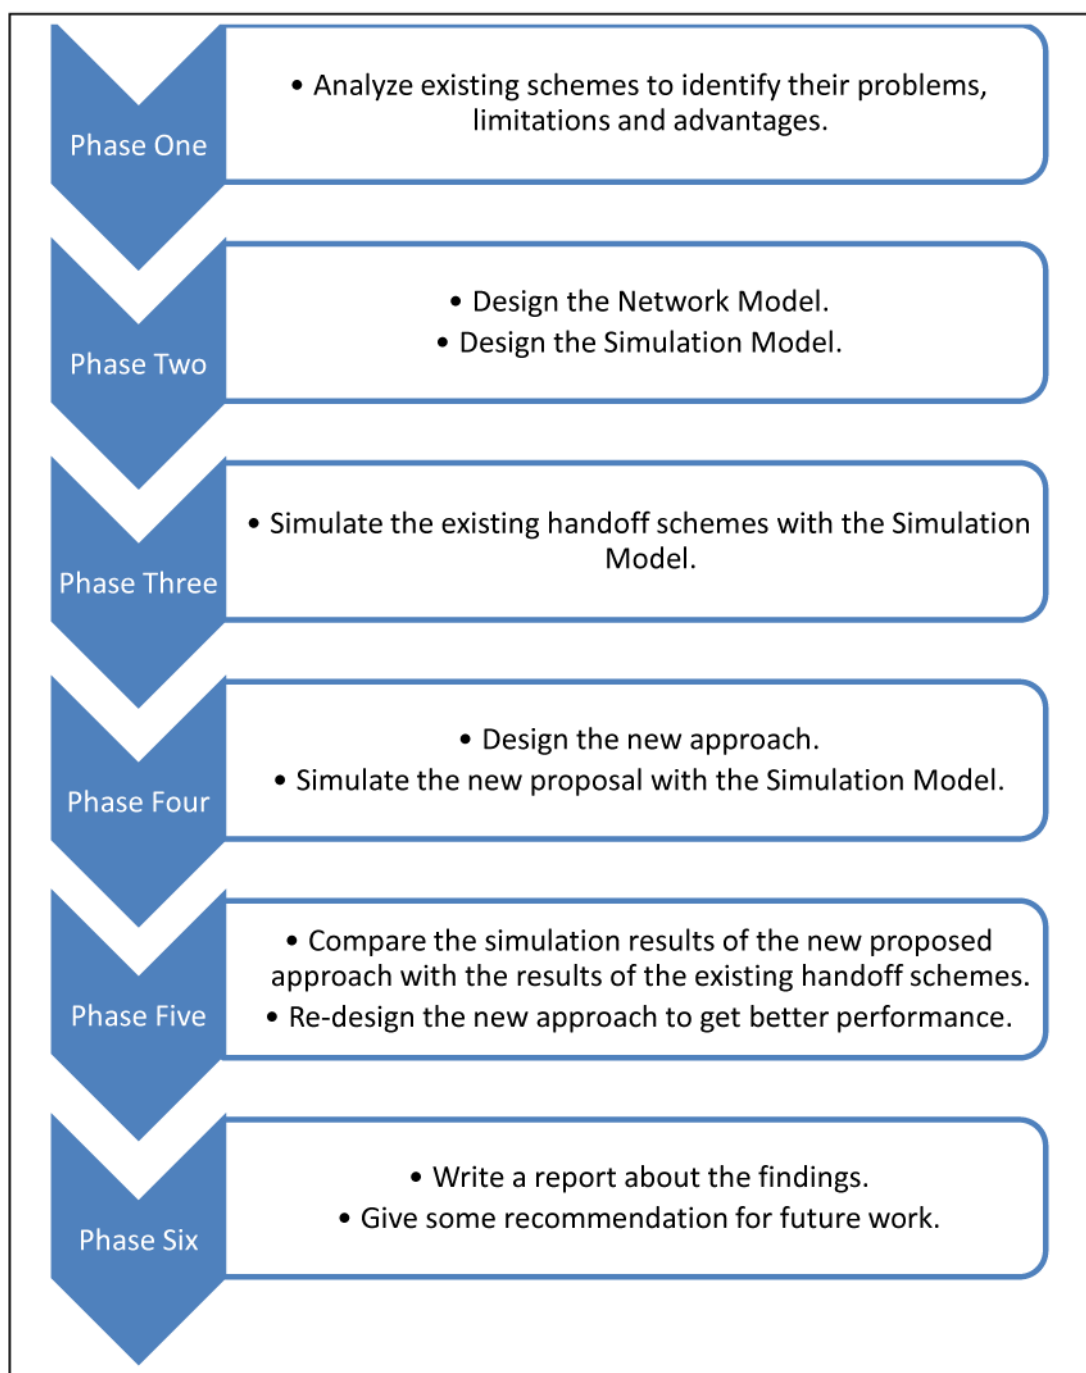 Phase One
• Analyze existing schemes to identify their problems,
limitations and advantages.
Phase Two
• Design the Network Model.
• Design the Simulation Model.
Phase Three
• Simulate the existing handoff schemes with the Simulation
Model.
Phase Four
• Design the new approach.
• Simulate the new proposal with the Simulation Model.
Phase Five
• Compare the simulation results of the new proposed
approach with the results of the existing handoff schemes.
• Re-design the new approach to get better performance.
Phase Six
• Write a report about the findings.
• Give some recommendation for future work.